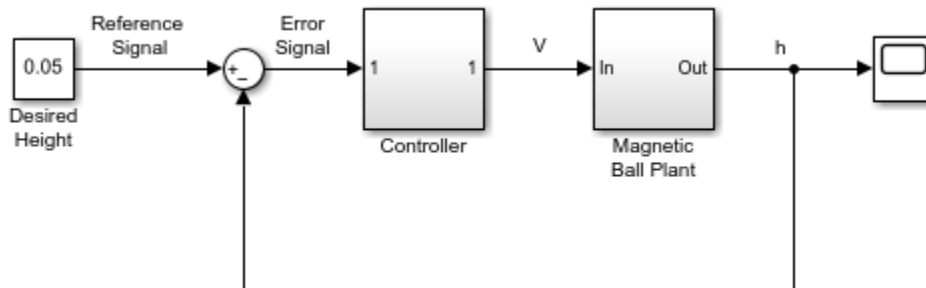 Reference
Signal
Error
Signal
0.05
+
−
1
1
V
In
Out
h
Desired
Height
Controller
Magnetic
Ball Plant